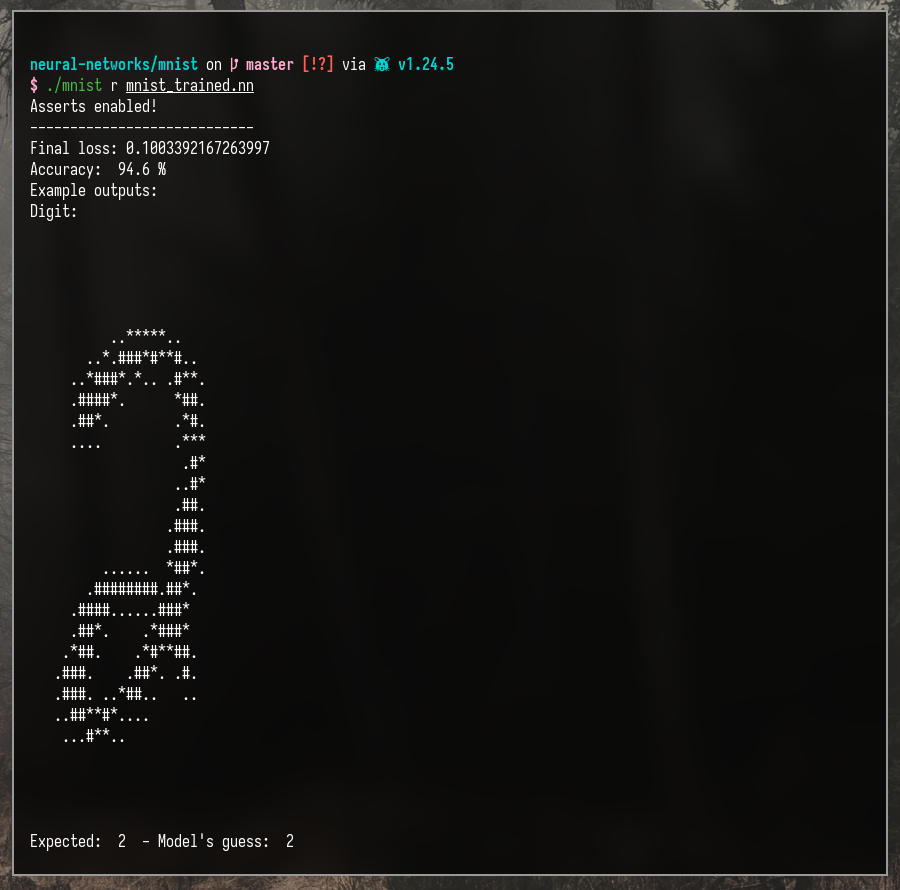 neural-networks/mnist on master [!?] via v1.24.5
$ ./mnist r mnist_trained.nn
Asserts enabled!
----------------------------
Final loss: 0.1003392167263997
Accuracy:  94.6 %
Example outputs:
Digit:
          ..*****..
       ..*.###*#**#..
     ..*###*.*.. .#**.
     .####*.      *##.
     .##*.        .*#.
     ....         .***
                   .#*
                  ..#*
                  .##.
                 .###.
                 .###.
         ......  *##*.
       .########.##*.
     .####......###*
     .##*.    .*###*
    .*##.    .*#**##.
   .###.    .##*. .#.
   .###. ..*##..   ..
   ..##**#*....
    ...#**..
Expected:  2  - Model's guess:  2